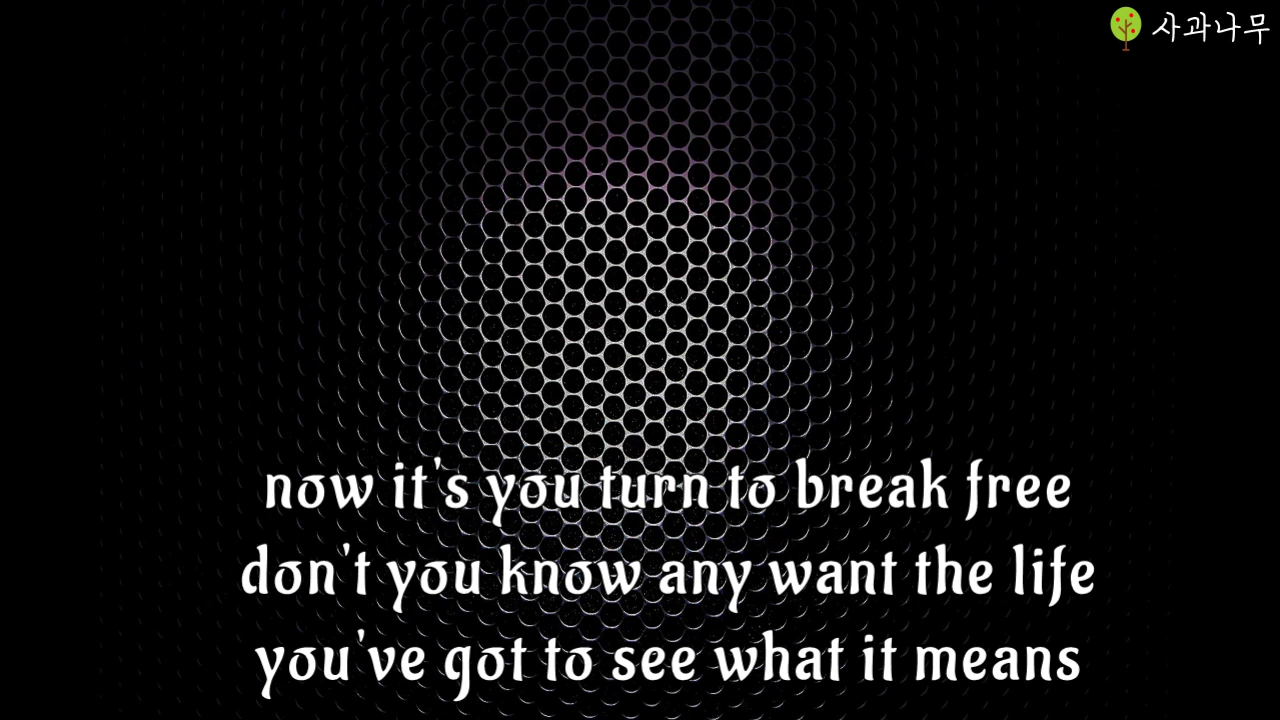 사과나무
now it's you turn to break free
don't you know any want the life
you've got to see what it means